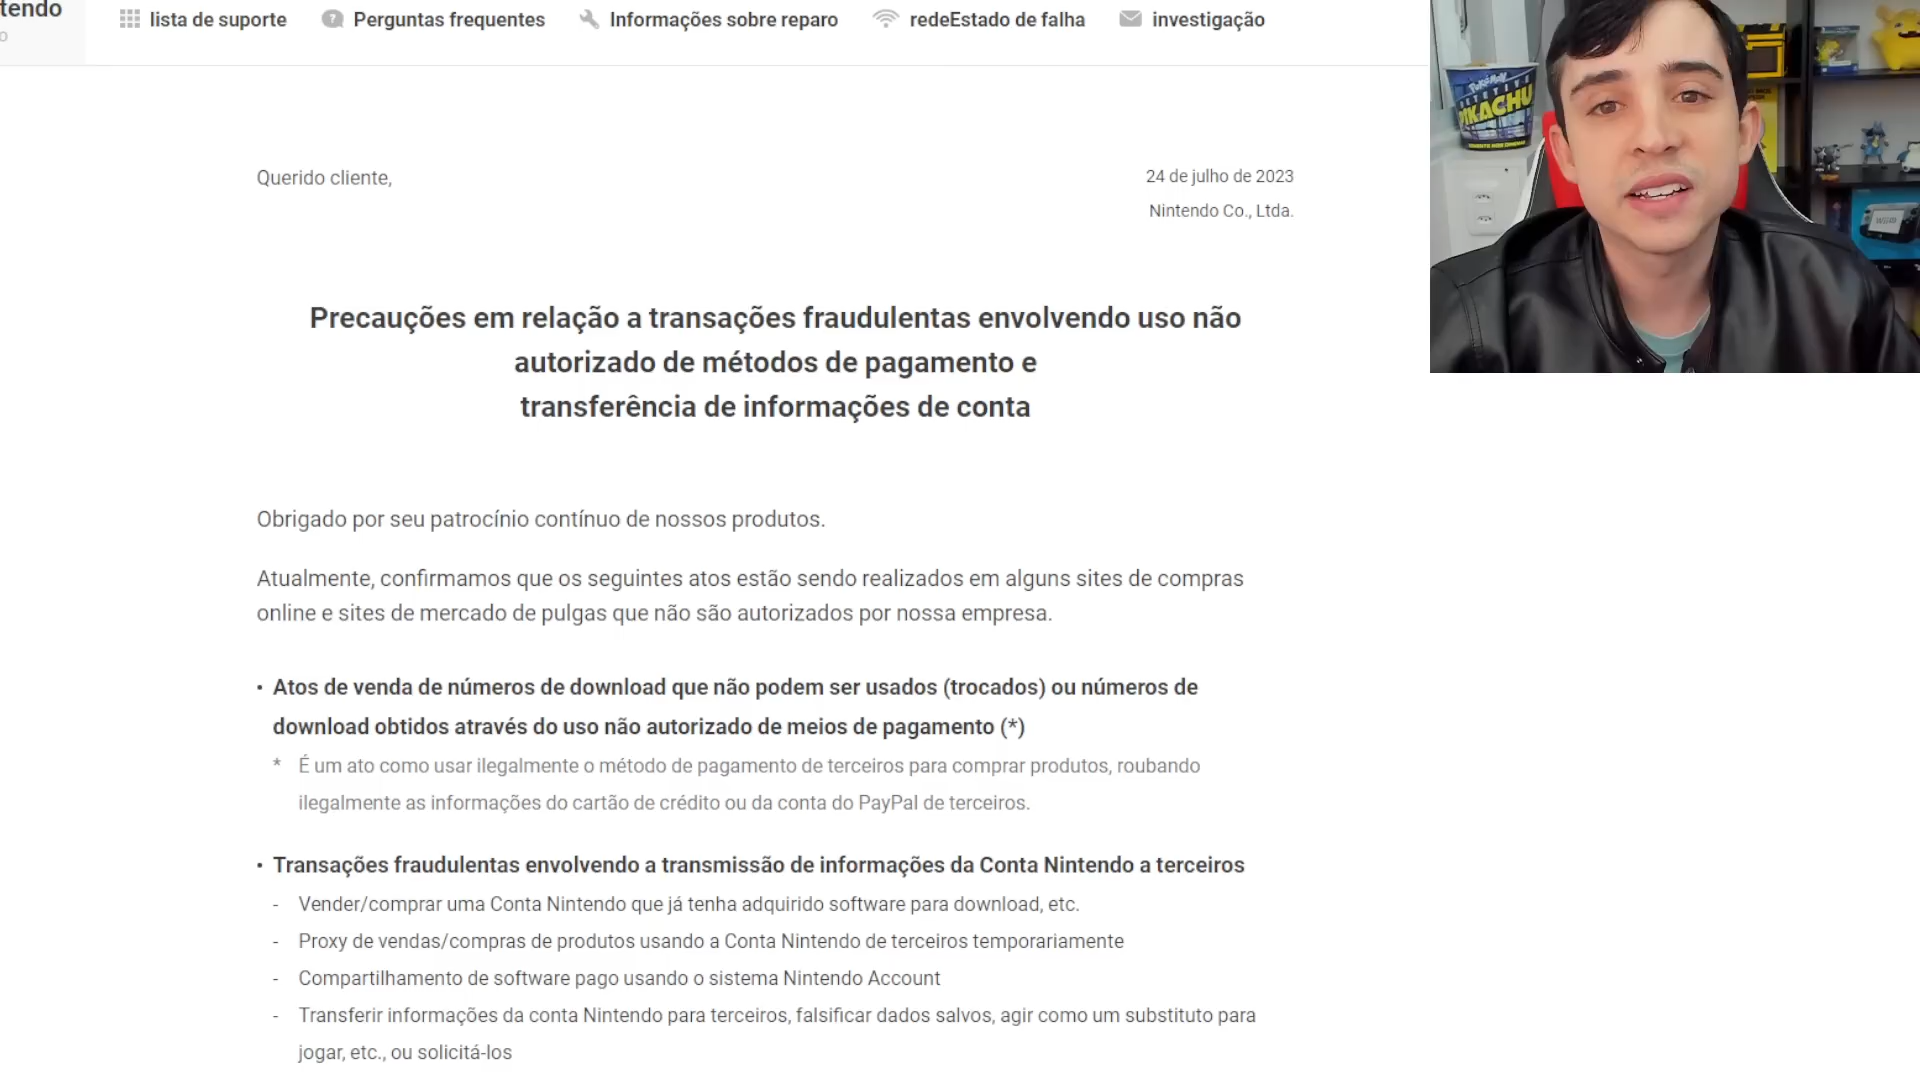 tendo
o
lista de suporte
Perguntas frequentes
Informações sobre reparo
redeEstado de falha
investigação
Querido cliente,
24 de julho de 2023
Nintendo Co., Ltda.
Precauções em relação a transações fraudulentas envolvendo uso não
autorizado de métodos de pagamento e
transferência de informações de conta
Obrigado por seu patrocínio contínuo de nossos produtos.
Atualmente, confirmamos que os seguintes atos estão sendo realizados em alguns sites de compras
online e sites de mercado de pulgas que não são autorizados por nossa empresa.
• Atos de venda de números de download que não podem ser usados (trocados) ou números de
download obtidos através do uso não autorizado de meios de pagamento (*)
* É um ato como usar ilegalmente o método de pagamento de terceiros para comprar produtos, roubando
ilegalmente as informações do cartão de crédito ou da conta do PayPal de terceiros.
• Transações fraudulentas envolvendo a transmissão de informações da Conta Nintendo a terceiros
- Vender/comprar uma Conta Nintendo que já tenha adquirido software para download, etc.
- Proxy de vendas/compras de produtos usando a Conta Nintendo de terceiros temporariamente
- Compartilhamento de software pago usando o sistema Nintendo Account
- Transferir informações da conta Nintendo para terceiros, falsificar dados salvos, agir como um substituto para
jogar, etc., ou solicitá-los
POKéMON
DETETIVE
PIKACHU